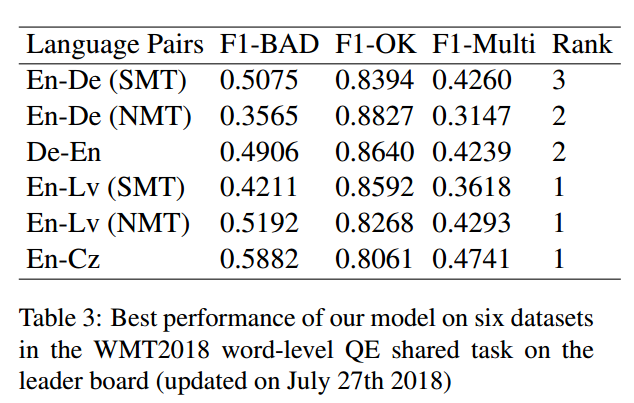 Language Pairs F1-BAD F1-OK F1-Multi Rank
En-De (SMT) 0.5075 0.8394 0.4260 3
En-De (NMT) 0.3565 0.8827 0.3147 2
De-En 0.4906 0.8640 0.4239 2
En-Lv (SMT) 0.4211 0.8592 0.3618 1
En-Lv (NMT) 0.5192 0.8268 0.4293 1
En-Cz 0.5882 0.8061 0.4741 1
Table 3: Best performance of our model on six datasets
in the WMT2018 word-level QE shared task on the
leader board (updated on July 27th 2018)